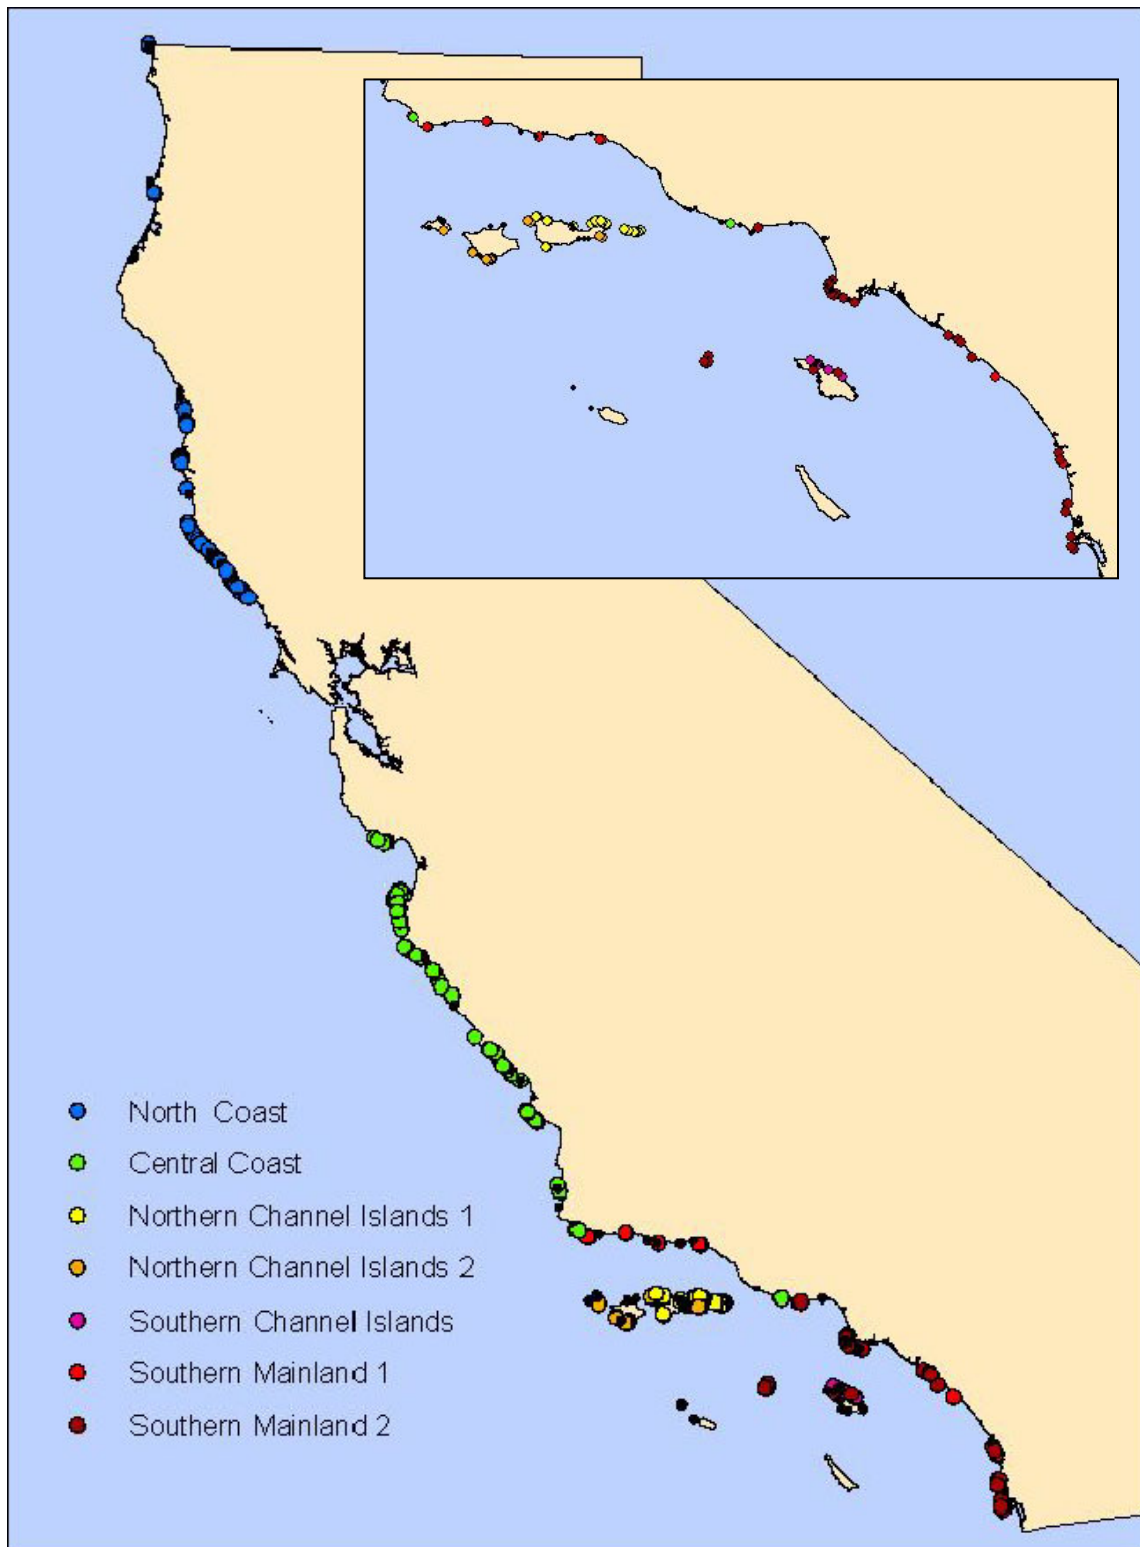 North Coast
Central Coast
Northern Channel Islands 1
Northern Channel Islands 2
Southern Channel Islands
Southern Mainland 1
Southern Mainland 2